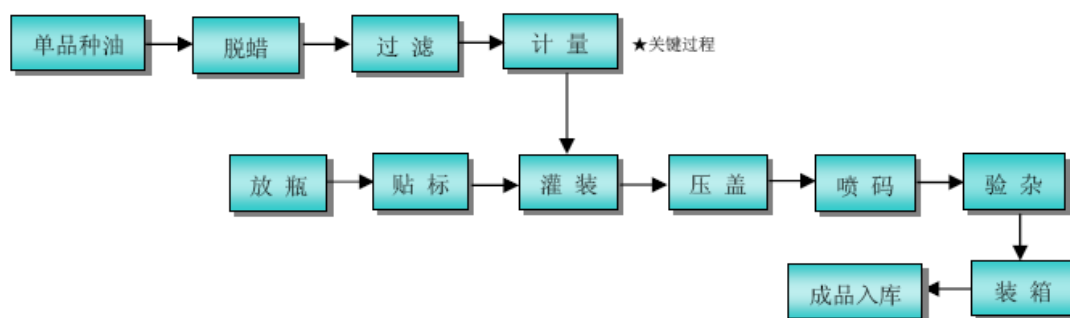 单品种油 脱蜡 过 滤 计 量 ★关键过程
放 瓶 贴 标 灌 装 压 盖 喷 码 验 杂
成品入库 装 箱